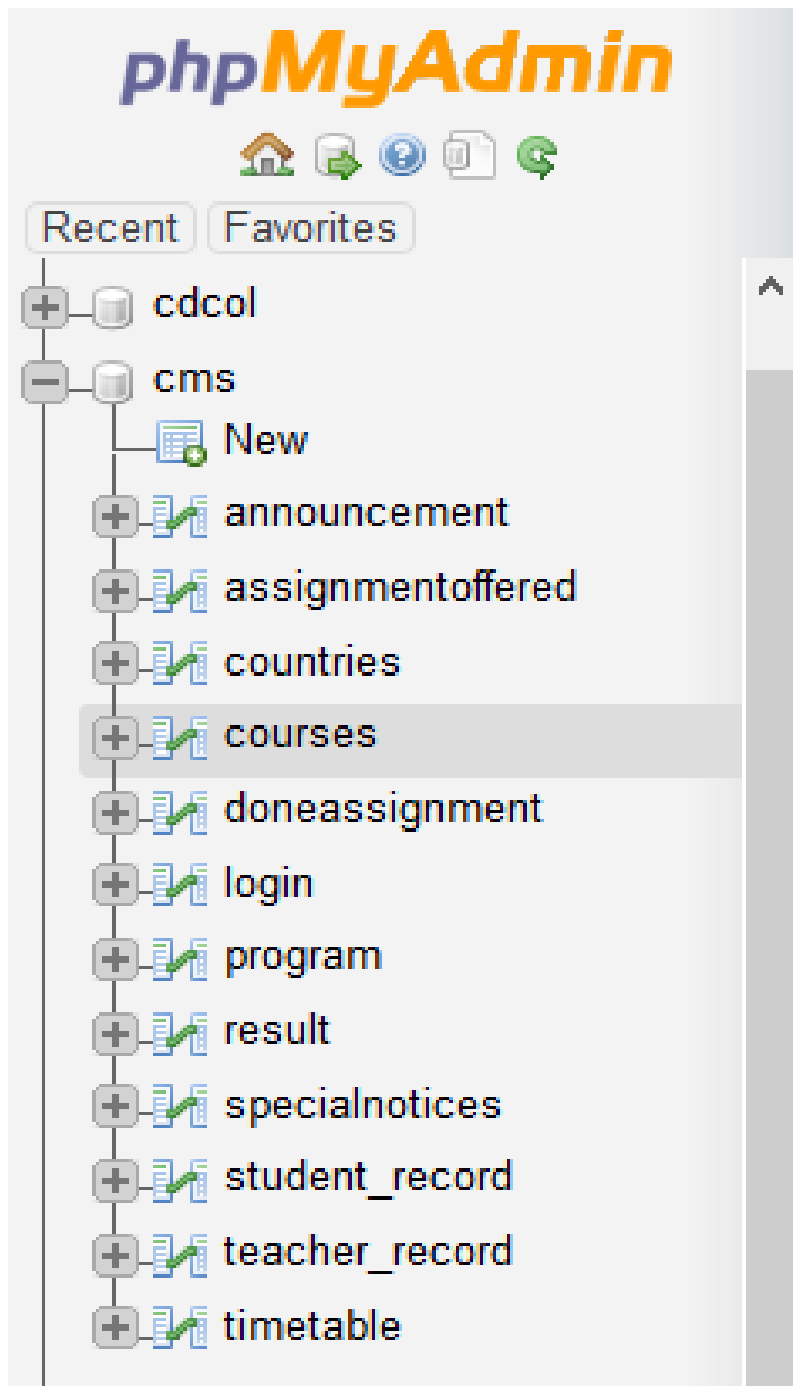 phpMyAdmin
Recent Favorites
cdcol
cms
New
announcement
assignmentoffered
countries
courses
doneassignment
login
program
result
specialnotices
student_record
teacher_record
timetable